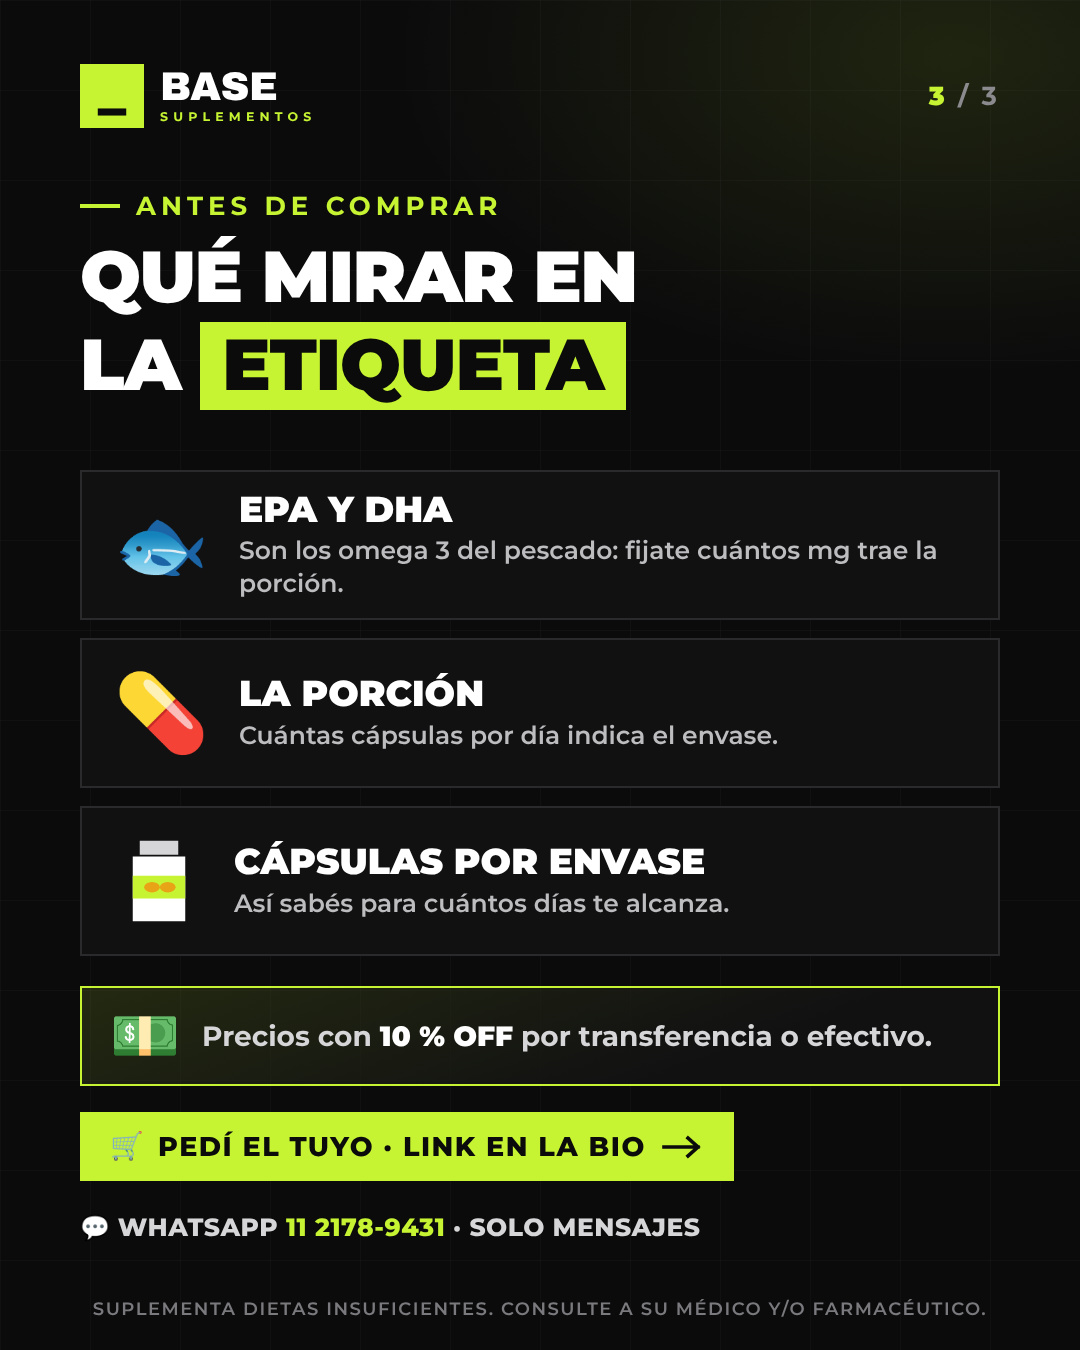 BASE
SUPLEMENTOS
3 / 3
ANTES DE COMPRAR
QUÉ MIRAR EN
LA ETIQUETA
EPA Y DHA
Son los omega 3 del pescado: fijate cuántos mg trae la
porción.
LA PORCIÓN
Cuántas cápsulas por día indica el envase.
CÁPSULAS POR ENVASE
Así sabés para cuántos días te alcanza.
Precios con 10 % OFF por transferencia o efectivo.
PEDÍ EL TUYO · LINK EN LA BIO →
WHATSAPP 11 2178-9431 · SOLO MENSAJES
SUPLEMENTA DIETAS INSUFICIENTES. CONSULTE A SU MÉDICO Y/O FARMACÉUTICO.